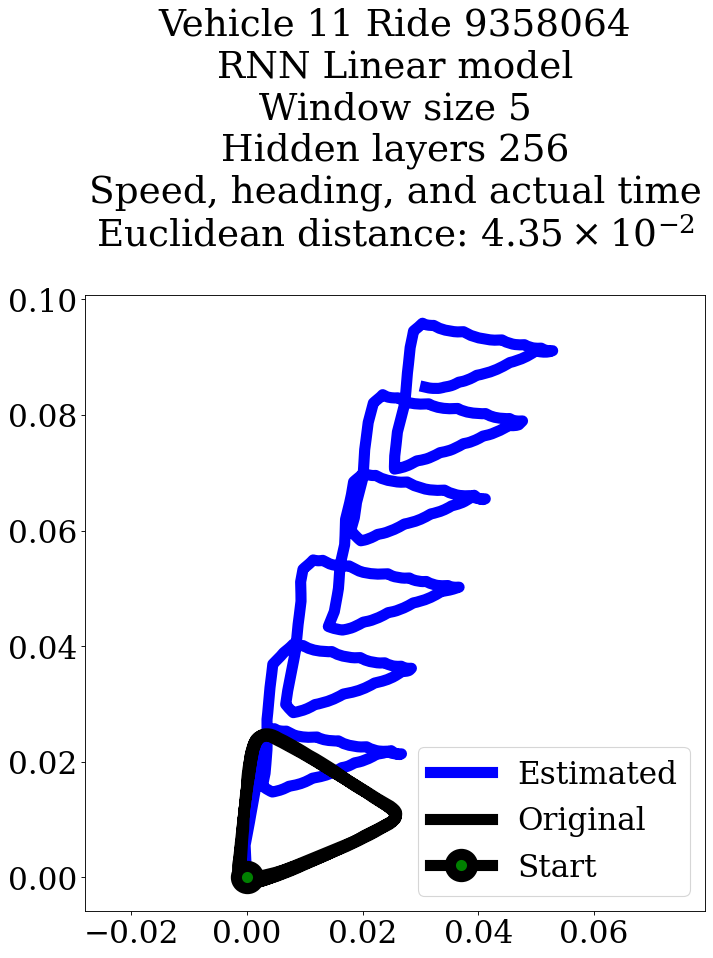 Vehicle 11 Ride 9358064
RNN Linear model
Window size 5
Hidden layers 256
Speed, heading, and actual time
Euclidean distance: 4.35 × 10⁻²
0.10
0.08
0.06
0.04
0.02
0.00
Estimated
Original
Start
−0.02 0.00 0.02 0.04 0.06